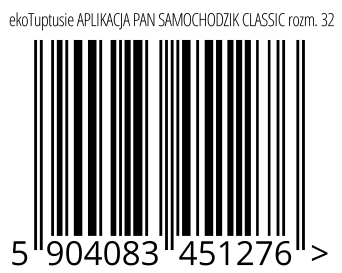 ekoTuptusie APLIKACJA PAN SAMOCHODZIK CLASSIC rozm. 32
5 904083 451276 >